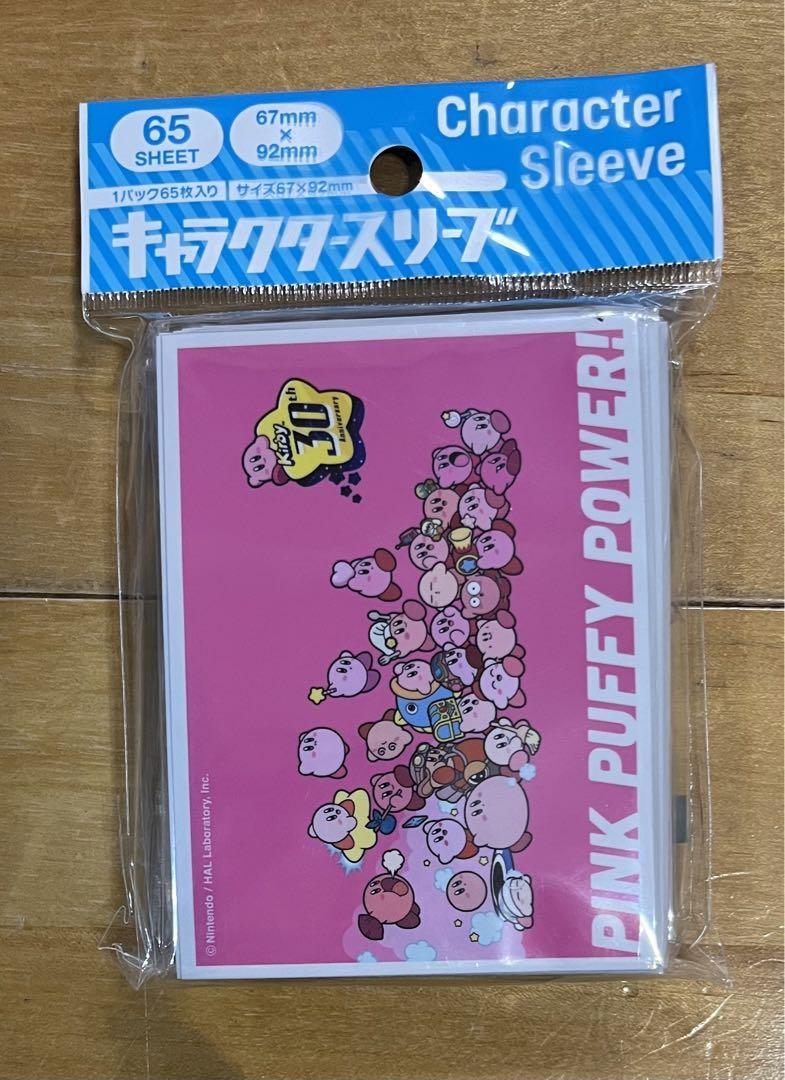 65
SHEET
67mm
×
92mm
Character
Sleeve
1パック65枚入り
サイズ67×92mm
キャラクタースリーブ
Kirby
30th
Anniversary
PINK PUFFY POWER!
© Nintendo / HAL Laboratory, Inc.